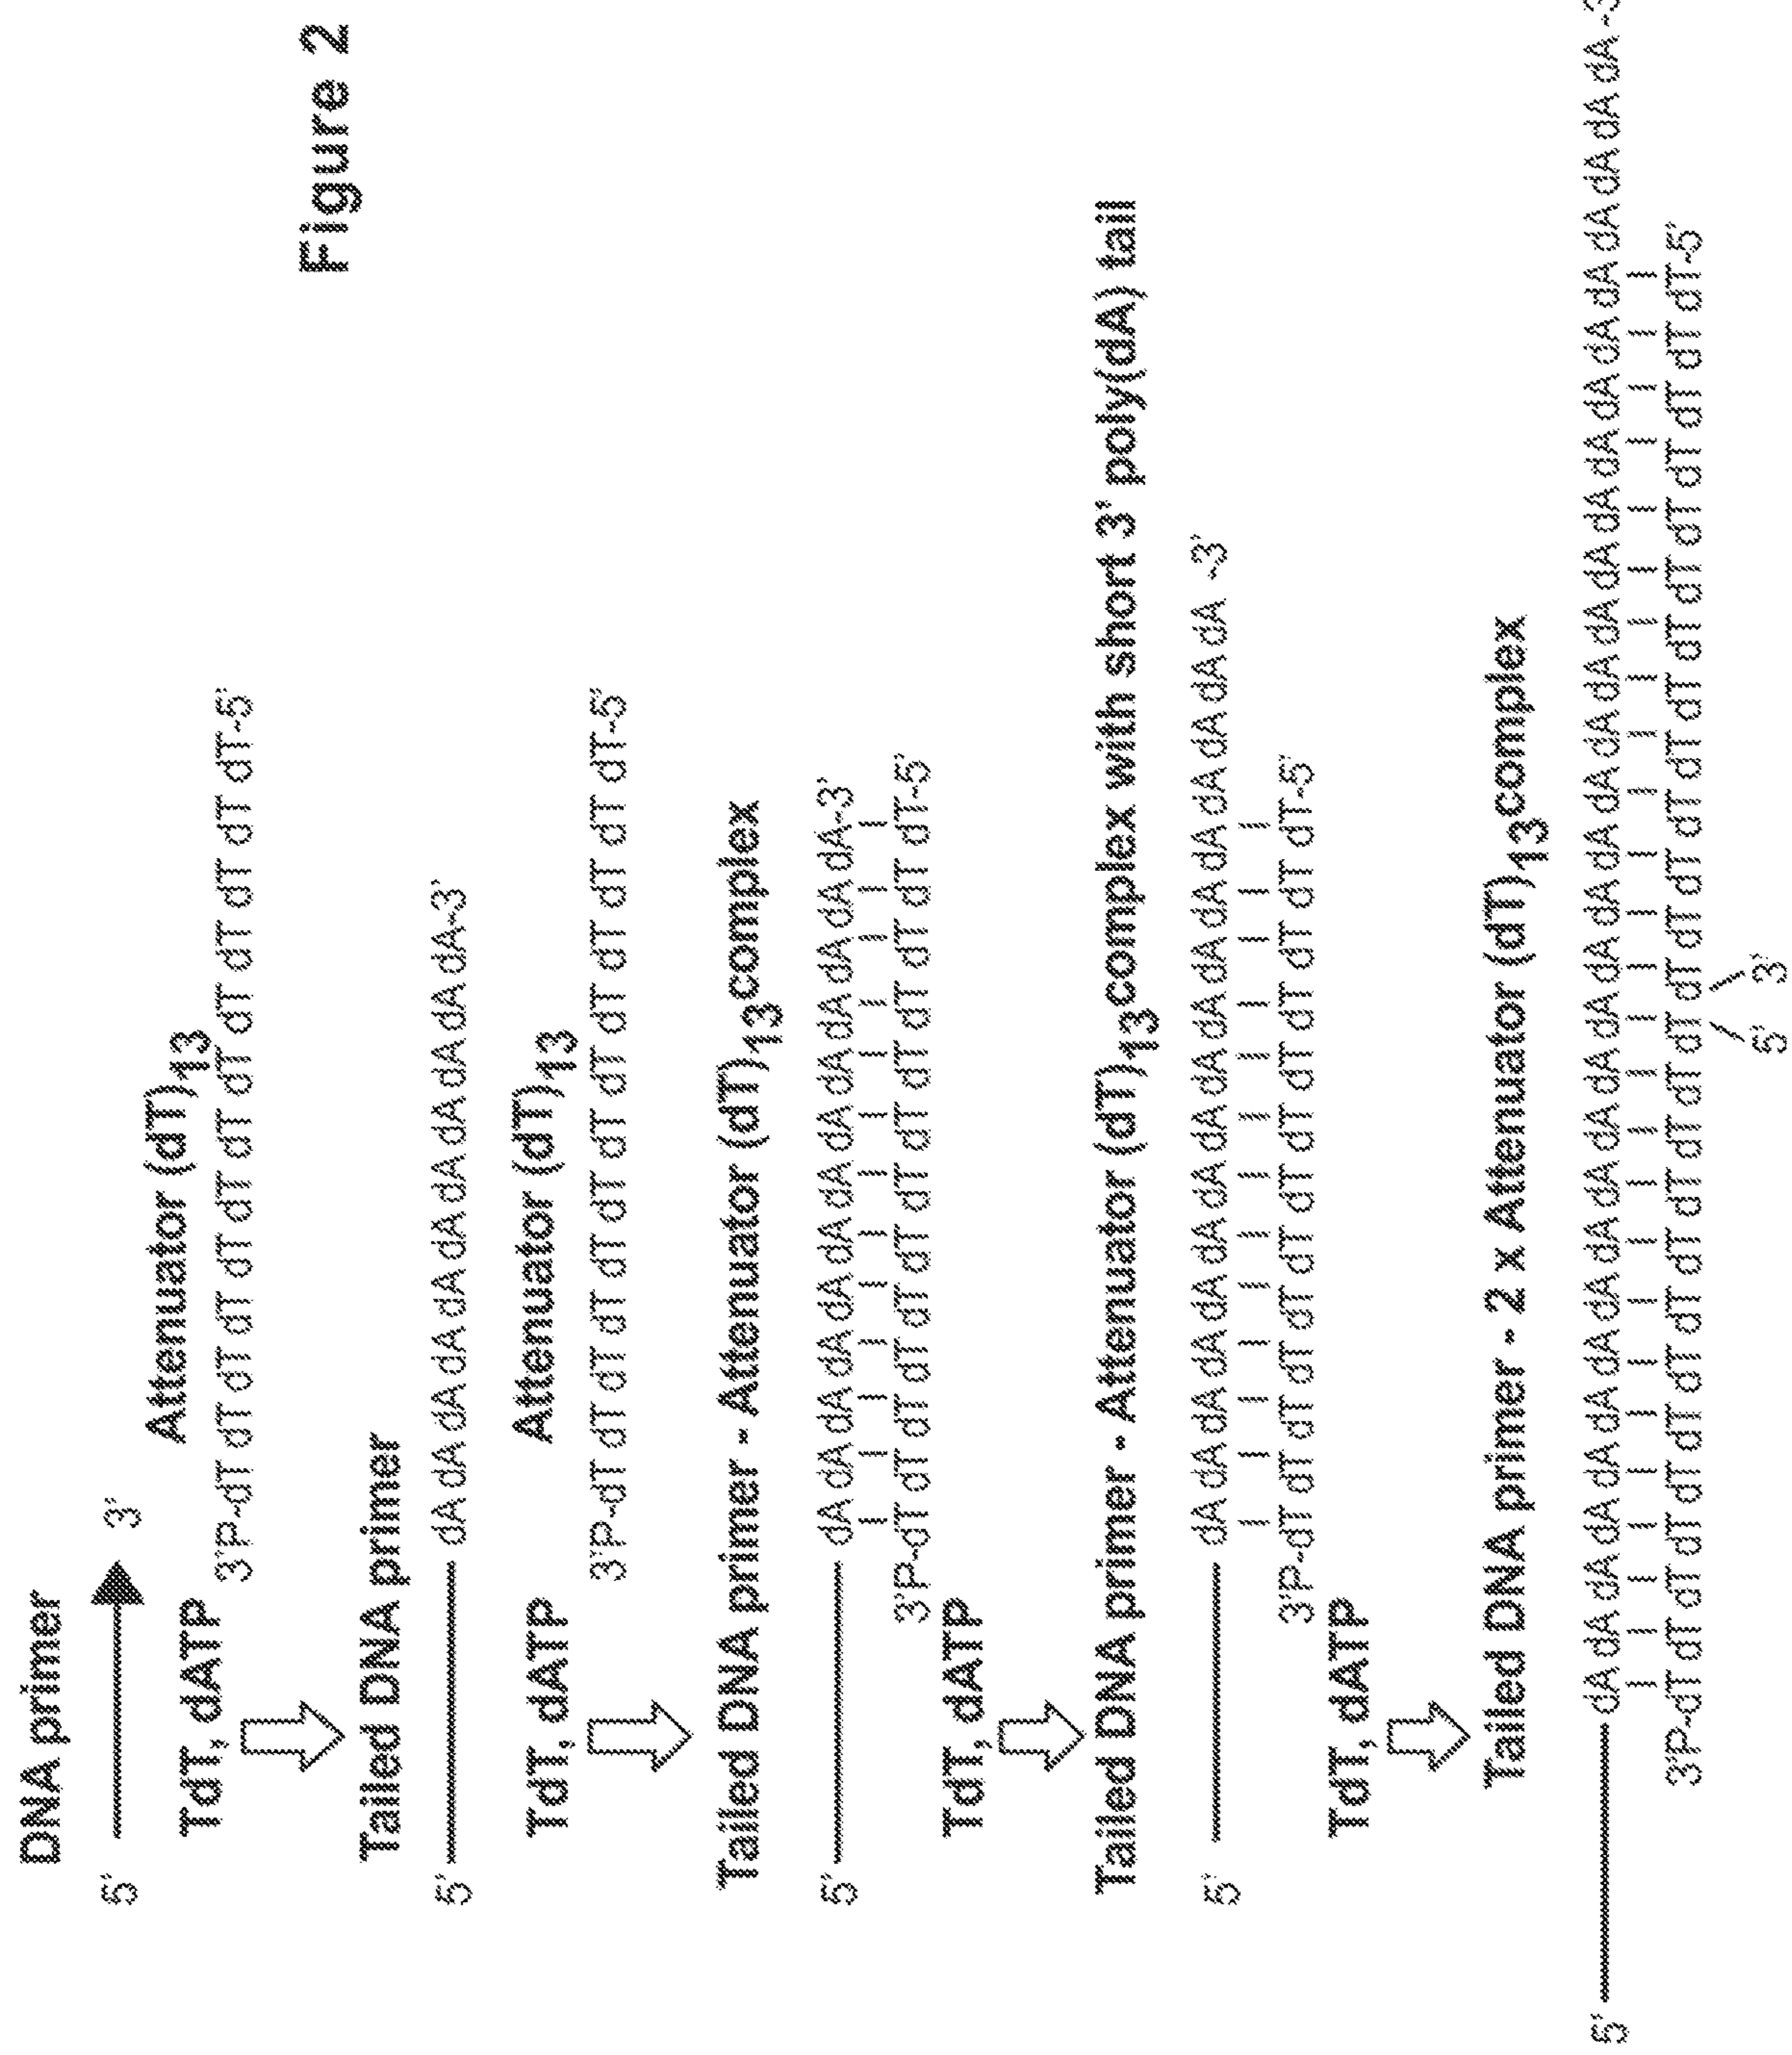 Figure 2
DNA primer
5' 3'
Attenuator (dT)13
TdT, dATP
3'P-dT dT dT dT dT dT dT dT dT dT dT dT dT-5'
Tailed DNA primer
5' dA dA dA dA dA dA dA dA dA dA dA-3'
Attenuator (dT)13
TdT, dATP
3'P-dT dT dT dT dT dT dT dT dT dT dT dT dT-5'
Tailed DNA primer - Attenuator (dT)13 complex
5' dA dA dA dA dA dA dA dA dA dA dA dA dA-3'
3'P-dT dT dT dT dT dT dT dT dT dT dT dT dT-5'
TdT, dATP
Tailed DNA primer - Attenuator (dT)13 complex with short 3' poly(dA) tail
5' dA dA dA dA dA dA dA dA dA dA dA dA dA dA dA dA dA -3'
3'P-dT dT dT dT dT dT dT dT dT dT dT dT dT-5'
TdT, dATP
Tailed DNA primer - 2 x Attenuator (dT)13 complex
5' dA dA dA dA dA dA dA dA dA dA dA dA dA dA dA dA dA dA dA dA dA dA dA dA dA dA dA dA dA dA -3
3'P-dT dT dT dT dT dT dT dT dT dT dT dT dT dT dT dT dT dT dT dT dT dT dT dT dT dT-5'
5' 3'